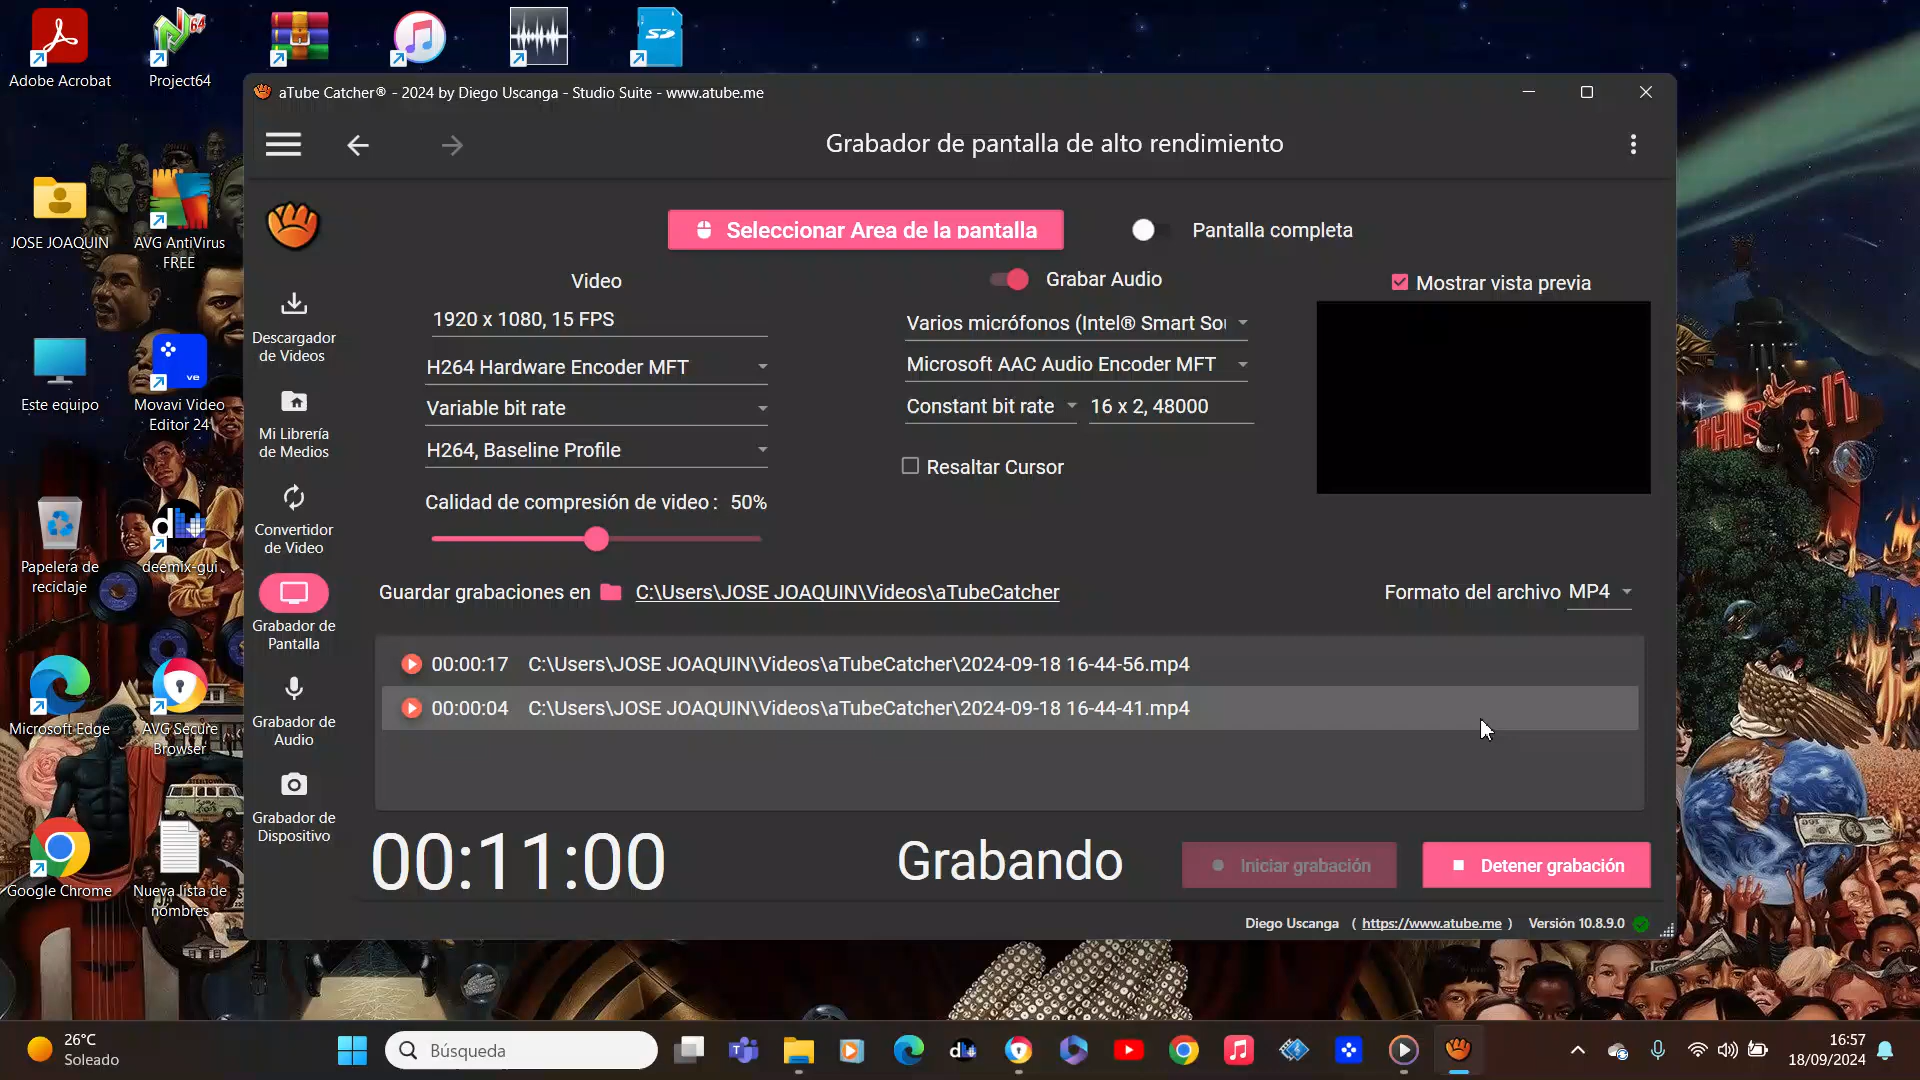 Adobe Acrobat
Project64
JOSE JOAQUIN
AVG AntiVirus
FREE
Este equipo
Movavi Video
Editor 24
Papelera de
reciclaje
deemix-gui
Microsoft Edge
AVG Secure
Browser
Google Chrome
Nueva lista de
nombres
aTube Catcher® - 2024 by Diego Uscanga - Studio Suite - www.atube.me
Grabador de pantalla de alto rendimiento
Seleccionar Area de la pantalla
Pantalla completa
Video
Grabar Audio
Mostrar vista previa
1920 x 1080, 15 FPS
Varios micrófonos (Intel® Smart Sou
H264 Hardware Encoder MFT
Microsoft AAC Audio Encoder MFT
Variable bit rate
Constant bit rate
16 x 2, 48000
H264, Baseline Profile
Resaltar Cursor
Calidad de compresión de video : 50%
Descargador
de Videos
Mi Librería
de Medios
Convertidor
de Video
Grabador de
Pantalla
Grabador de
Audio
Grabador de
Dispositivo
Guardar grabaciones en C:\Users\JOSE JOAQUIN\Videos\aTubeCatcher
Formato del archivo MP4
00:00:17 C:\Users\JOSE JOAQUIN\Videos\aTubeCatcher\2024-09-18 16-44-56.mp4
00:00:04 C:\Users\JOSE JOAQUIN\Videos\aTubeCatcher\2024-09-18 16-44-41.mp4
00:11:00
Grabando
Iniciar grabación
Detener grabación
Diego Uscanga ( https://www.atube.me ) Versión 10.8.9.0
THIS IS IT
26°C
Soleado
Búsqueda
16:57
18/09/2024